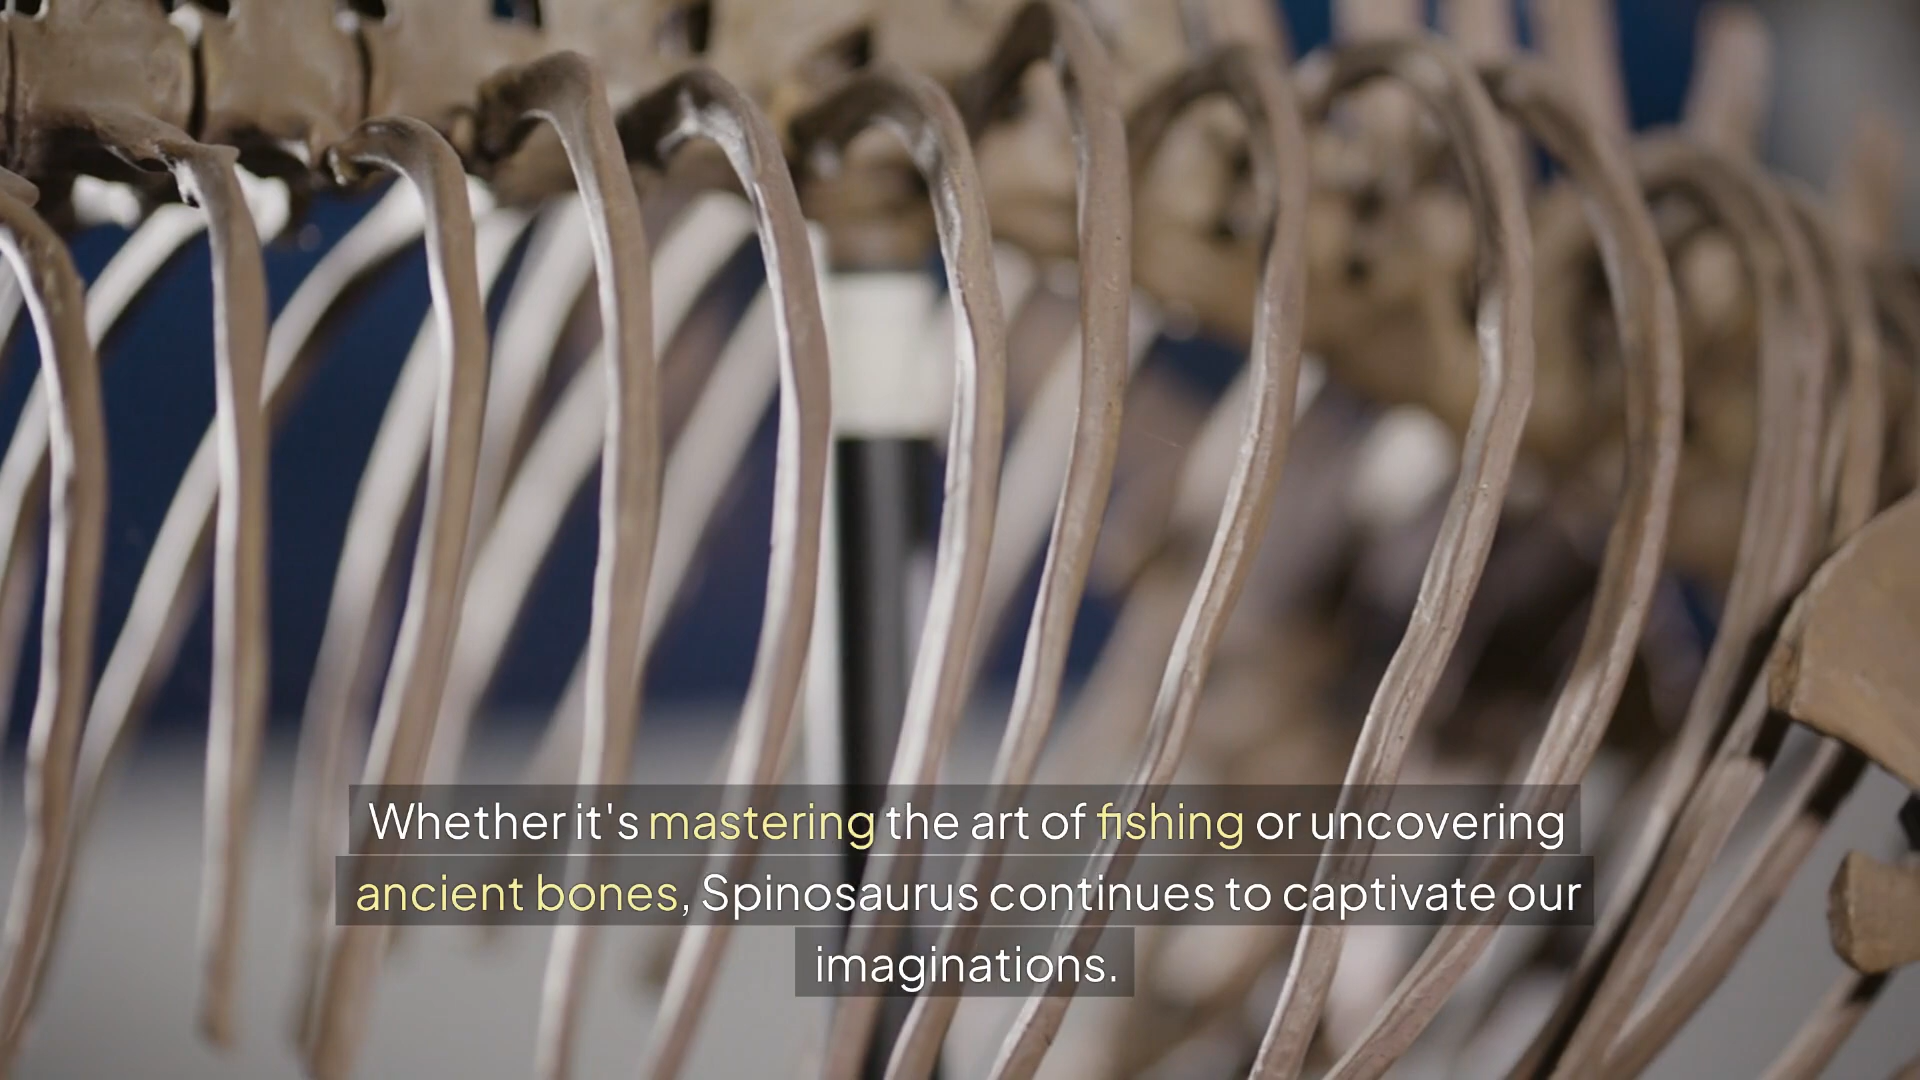 Whether it's mastering the art of fishing or uncovering
ancient bones, Spinosaurus continues to captivate our
imaginations.